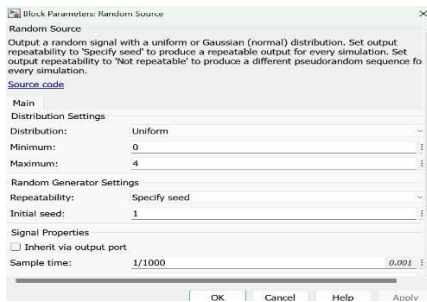 Block Parameters: Random Source
Random Source
Output a random signal with a uniform or Gaussian (normal) distribution. Set output
repeatability to 'Specify seed' to produce a repeatable output for every simulation. Set
output repeatability to 'Not repeatable' to produce a different pseudorandom sequence fo
every simulation.
Source code
Main
Distribution Settings
Distribution: Uniform
Minimum: 0
Maximum: 4
Random Generator Settings
Repeatability: Specify seed
Initial seed: 1
Signal Properties
Inherit via output port
Sample time: 1/1000 0.001
OK Cancel Help Apply